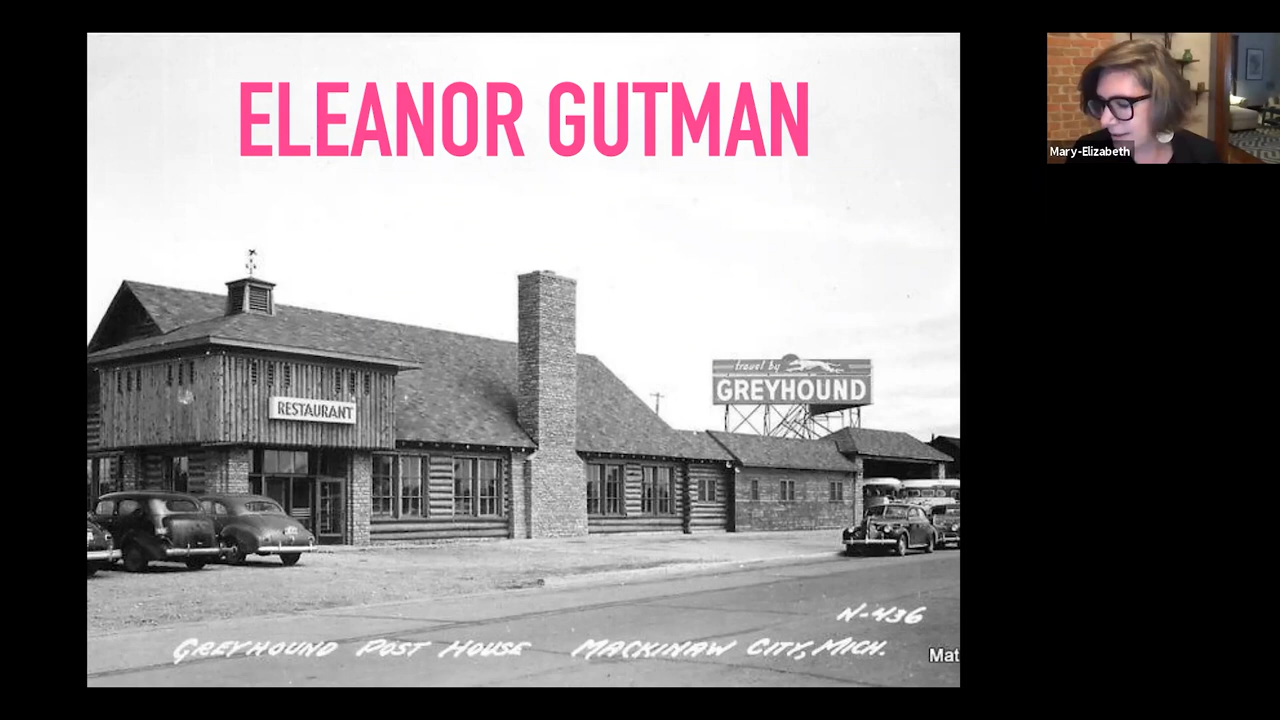 ELEANOR GUTMAN
Mary-Elizabeth
travel by
GREYHOUND
RESTAURANT
N-436
GREYHOUND POST HOUSE MACKINAW CITY, MICH.
Mat